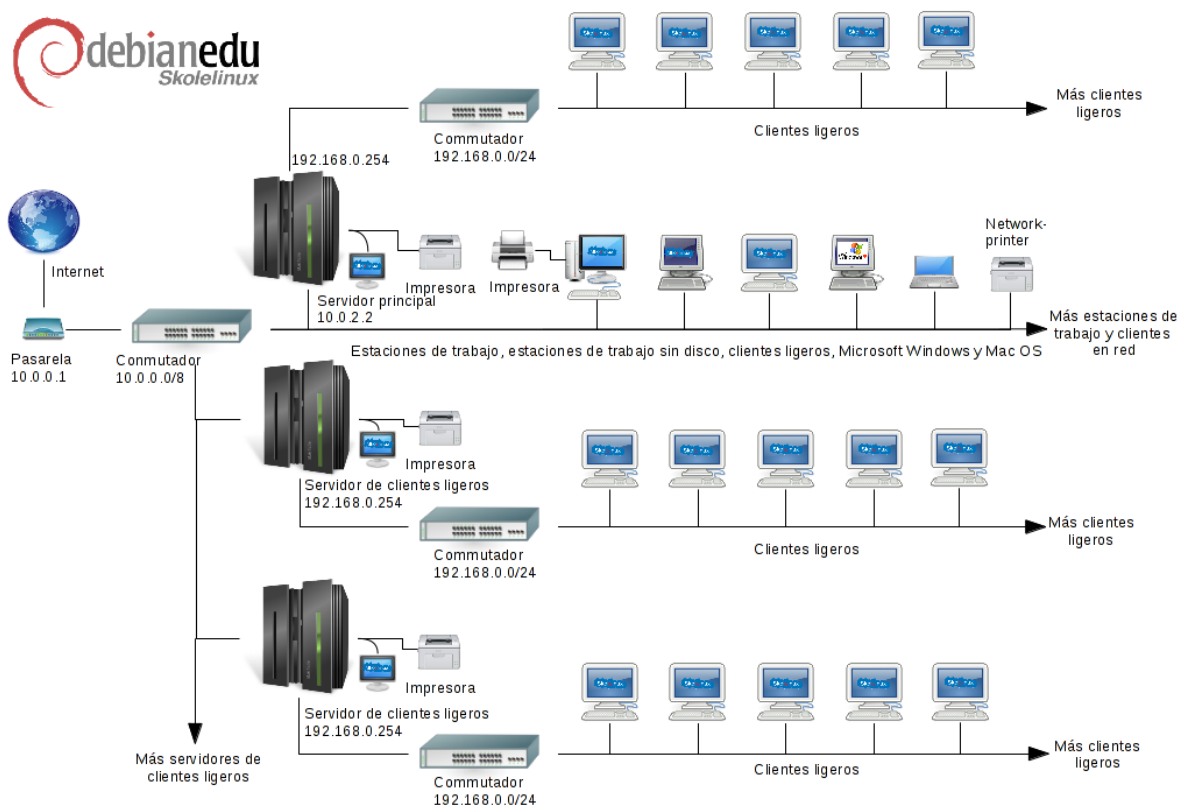 debianedu
Skolelinux
Más clientes
ligeros
Clientes ligeros
Commutador
192.168.0.0/24
192.168.0.254
Internet
Impresora
Impresora
Network-
printer
Servidor principal
10.0.2.2
Windows
Más estaciones de
trabajo y clientes
en red
Pasarela
10.0.0.1
Conmutador
10.0.0.0/8
Estaciones de trabajo, estaciones de trabajo sin disco, clientes ligeros, Microsoft Windows y Mac OS
Impresora
Servidor de clientes ligeros
192.168.0.254
Commutador
192.168.0.0/24
Clientes ligeros
Más clientes
ligeros
Impresora
Servidor de clientes ligeros
192.168.0.254
Más servidores de
clientes ligeros
Commutador
192.168.0.0/24
Clientes ligeros
Más clientes
ligeros